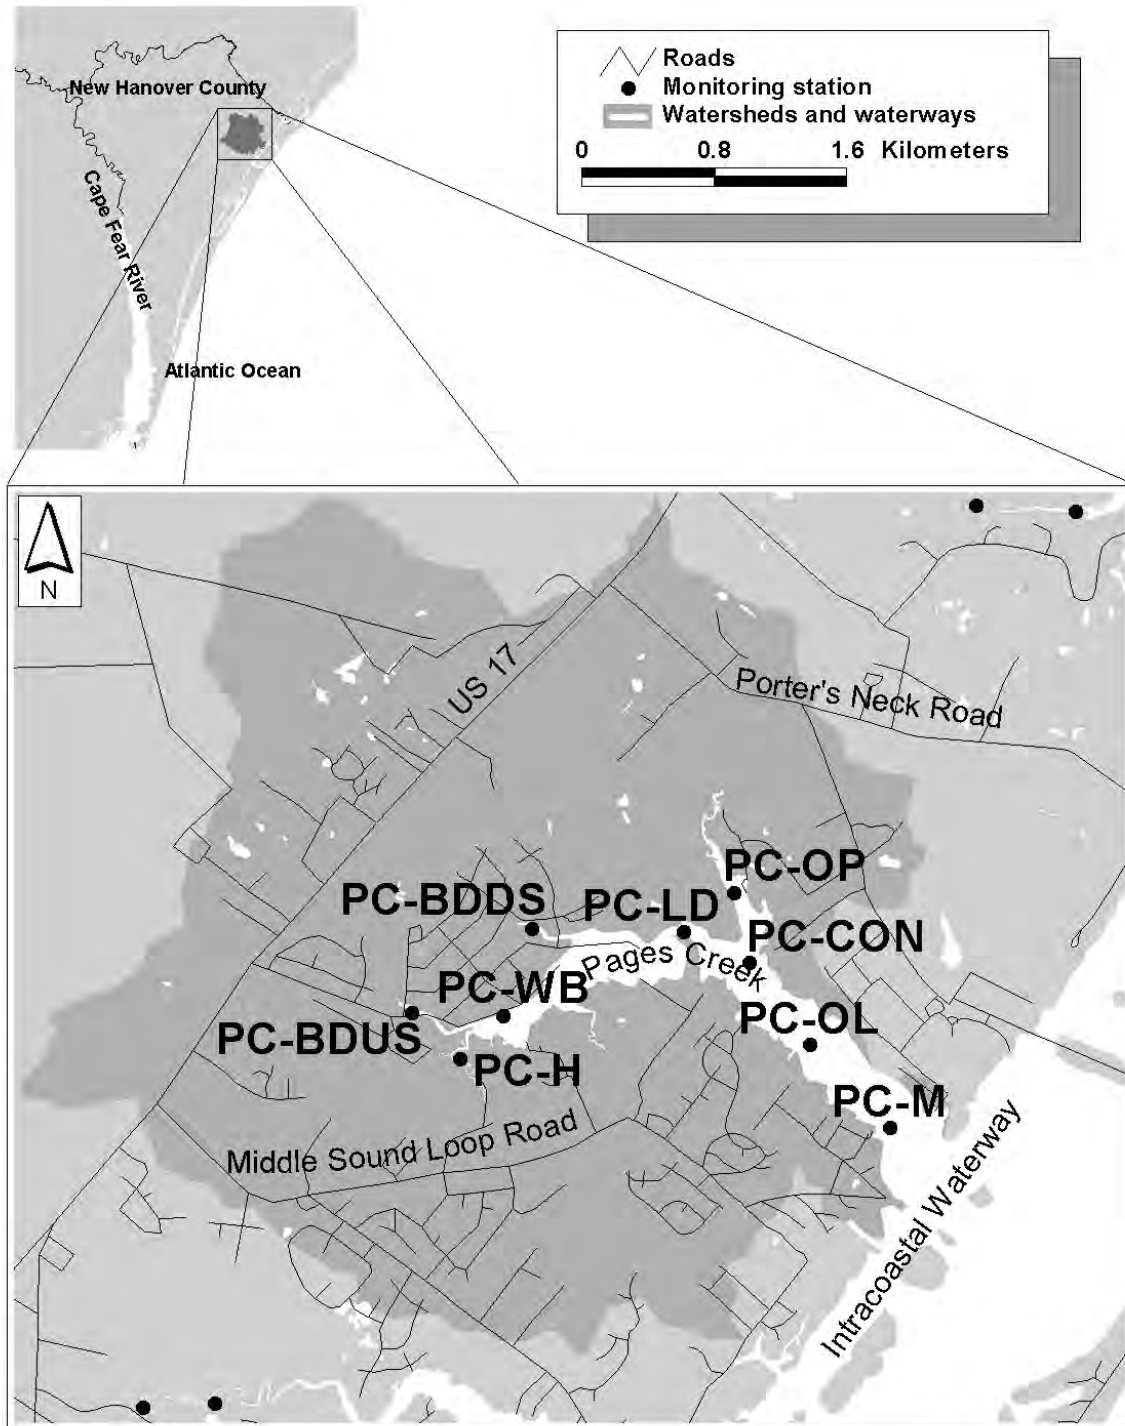 New Hanover County
Cape Fear River
Atlantic Ocean
Roads
Monitoring station
Watersheds and waterways
0 0.8 1.6 Kilometers
N
US 17
Porter's Neck Road
PC-OP
PC-BDDS
PC-LD
PC-CON
Pages Creek
PC-WB
PC-OL
PC-BDUS
PC-H
PC-M
Middle Sound Loop Road
Intracoastal Waterway